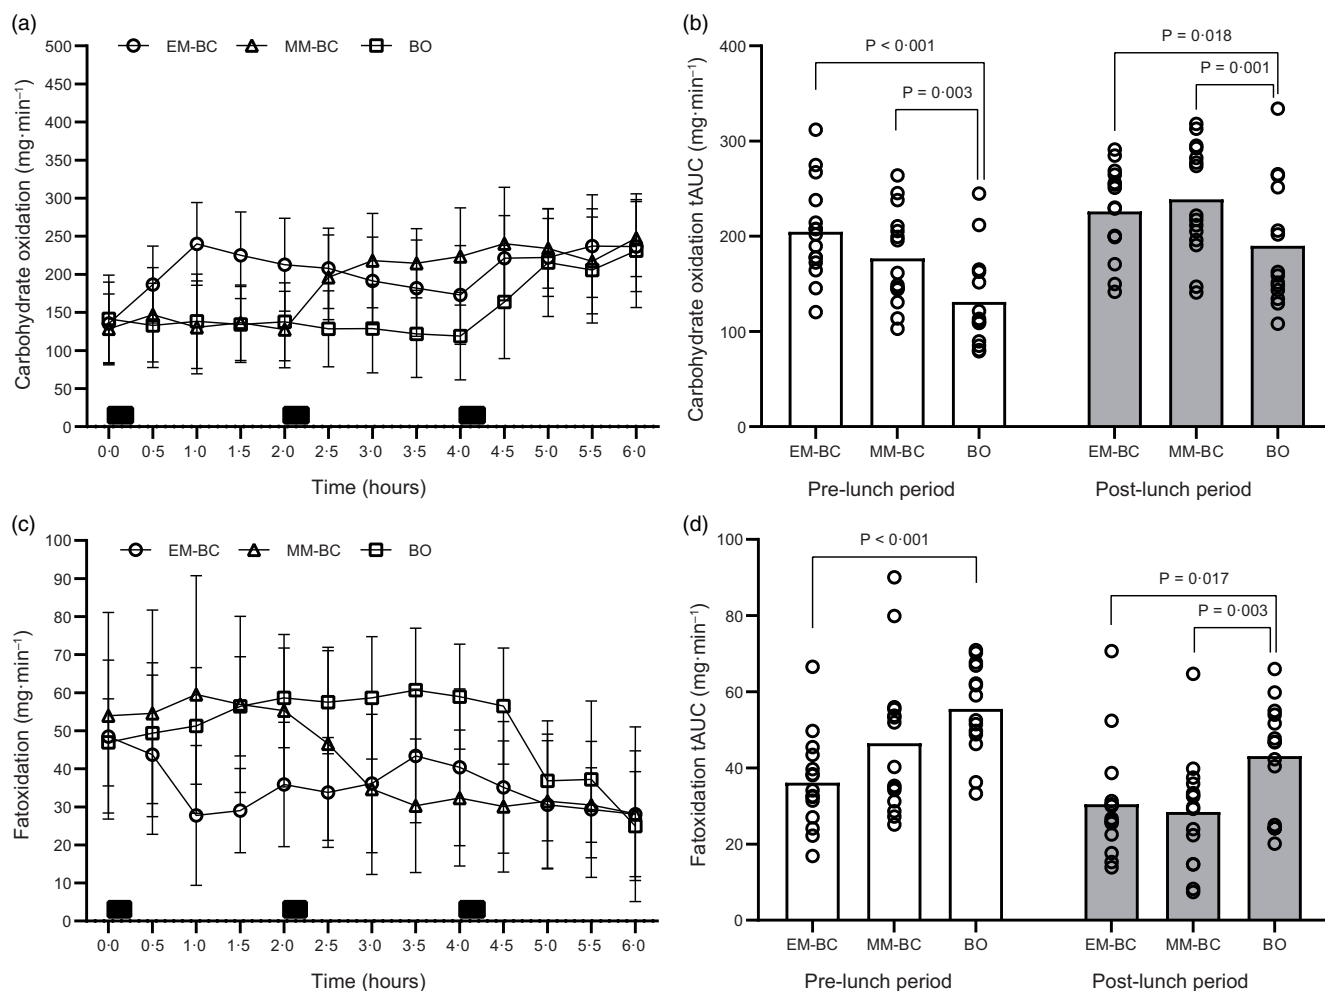 (a)
EM-BC MM-BC BO
500
450
400
350
300
250
200
150
100
50
0
Carbohydrate oxidation (mg·min⁻¹)
0·0 0·5 1·0 1·5 2·0 2·5 3·0 3·5 4·0 4·5 5·0 5·5 6·0
Time (hours)
(b)
400
300
200
100
0
Carbohydrate oxidation tAUC (mg·min⁻¹)
P < 0·001
P = 0·003
P = 0·018
P = 0·001
EM-BC MM-BC BO EM-BC MM-BC BO
Pre-lunch period Post-lunch period
(c)
EM-BC MM-BC BO
100
90
80
70
60
50
40
30
20
10
0
Fatoxidation (mg·min⁻¹)
0·0 0·5 1·0 1·5 2·0 2·5 3·0 3·5 4·0 4·5 5·0 5·5 6·0
Time (hours)
(d)
100
80
60
40
20
0
Fatoxidation tAUC (mg·min⁻¹)
P < 0·001
P = 0·017
P = 0·003
EM-BC MM-BC BO EM-BC MM-BC BO
Pre-lunch period Post-lunch period